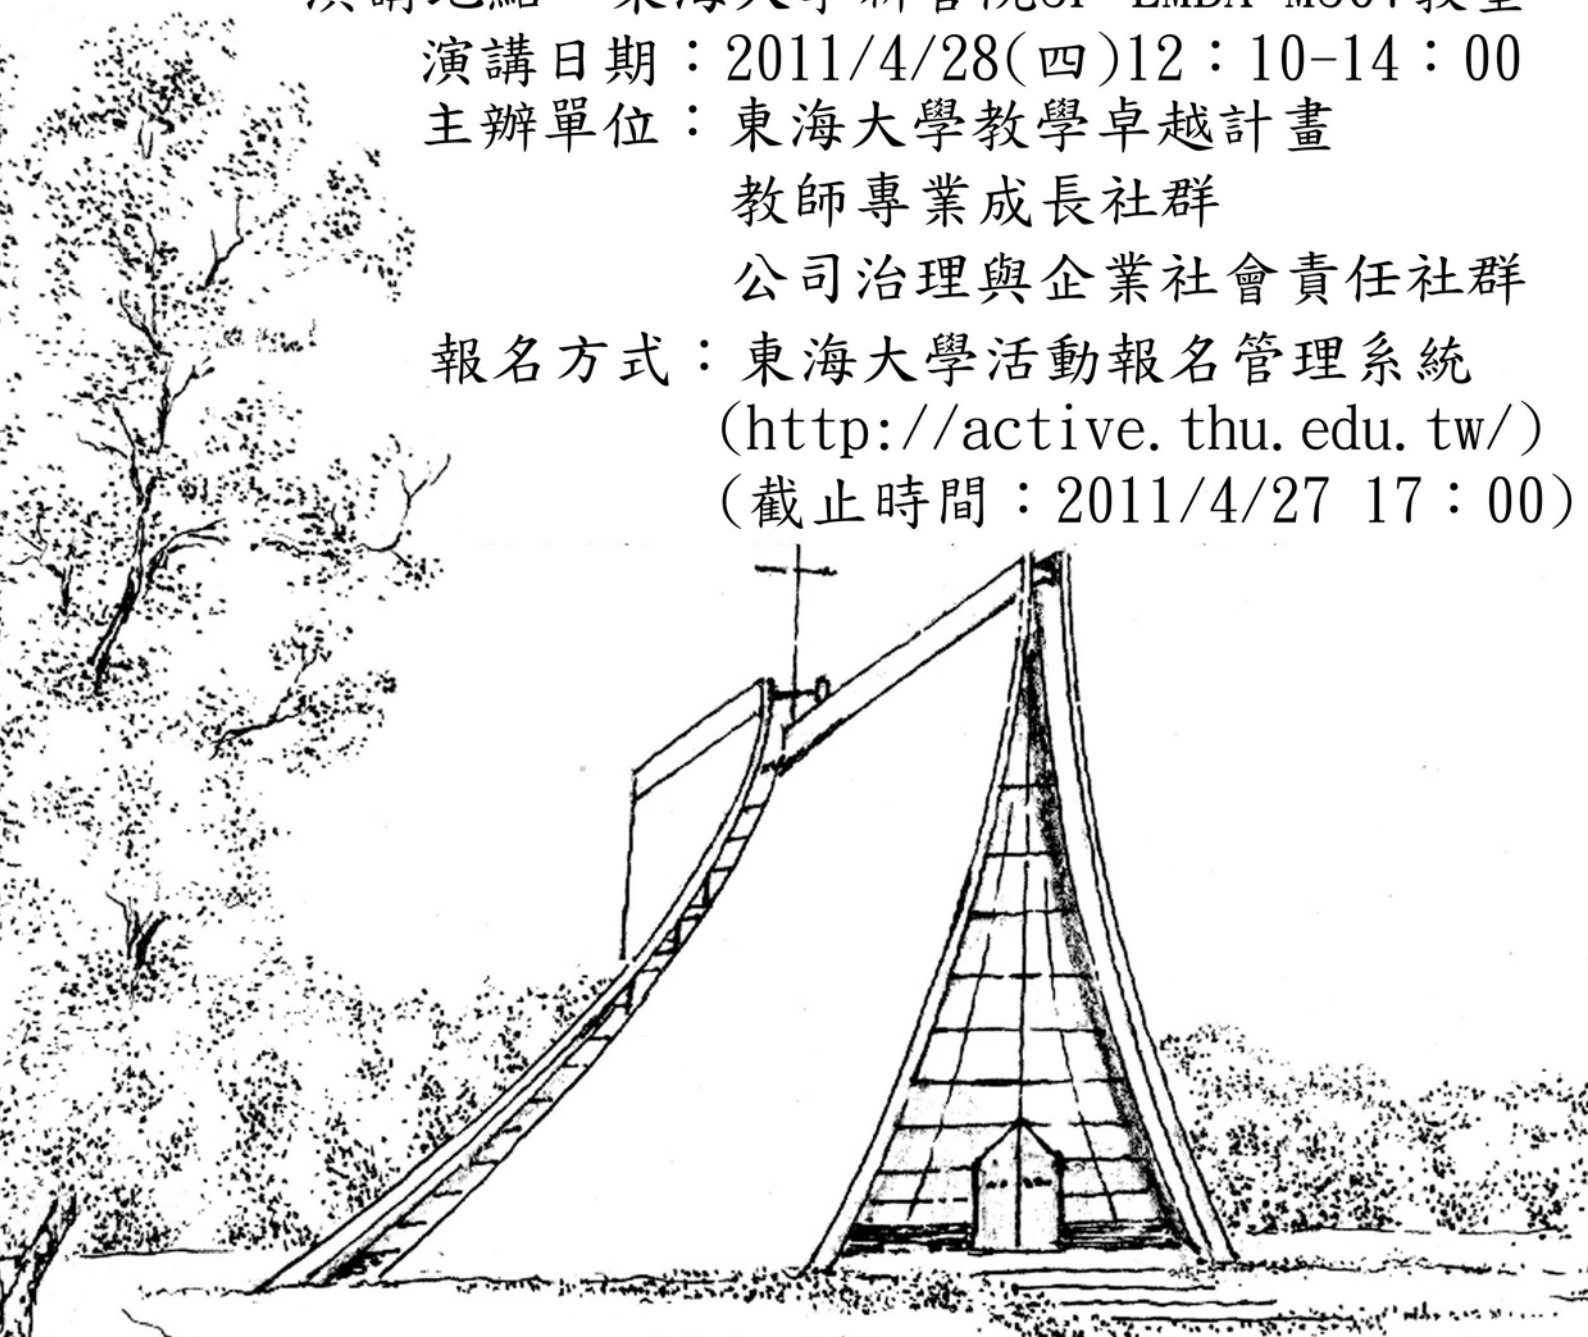 東海大學
演講日期：2011/4/28(四)12：10-14：00
主辦單位：東海大學教學卓越計畫
教師專業成長社群
公司治理與企業社會責任社群
報名方式：東海大學活動報名管理系統
(http://active.thu.edu.tw/)
(截止時間：2011/4/27 17：00)